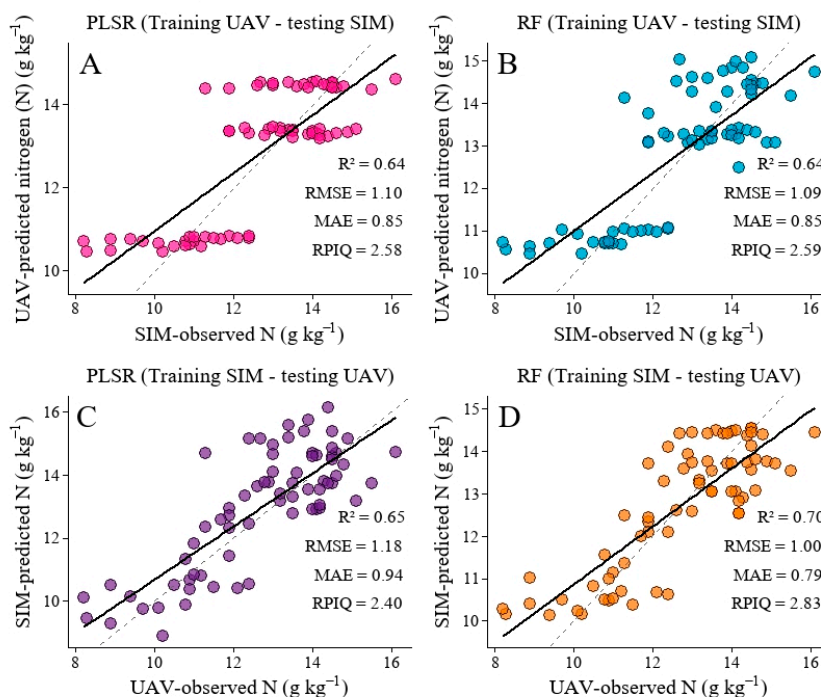 PLSR (Training UAV - testing SIM)
A
UAV-predicted nitrogen (N) (g kg⁻¹)
14
12
10
R² = 0.64
RMSE = 1.10
MAE = 0.85
RPIQ = 2.58
8 10 12 14 16
SIM-observed N (g kg⁻¹)
RF (Training UAV - testing SIM)
B
UAV-predicted nitrogen (N) (g kg⁻¹)
15
14
13
12
11
10
R² = 0.64
RMSE = 1.09
MAE = 0.85
RPIQ = 2.59
8 10 12 14 16
SIM-observed N (g kg⁻¹)
PLSR (Training SIM - testing UAV)
C
SIM-predicted N (g kg⁻¹)
16
14
12
10
R² = 0.65
RMSE = 1.18
MAE = 0.94
RPIQ = 2.40
8 10 12 14 16
UAV-observed N (g kg⁻¹)
RF (Training SIM - testing UAV)
D
SIM-predicted N (g kg⁻¹)
15
14
13
12
11
10
R² = 0.70
RMSE = 1.00
MAE = 0.79
RPIQ = 2.83
8 10 12 14 16
UAV-observed N (g kg⁻¹)